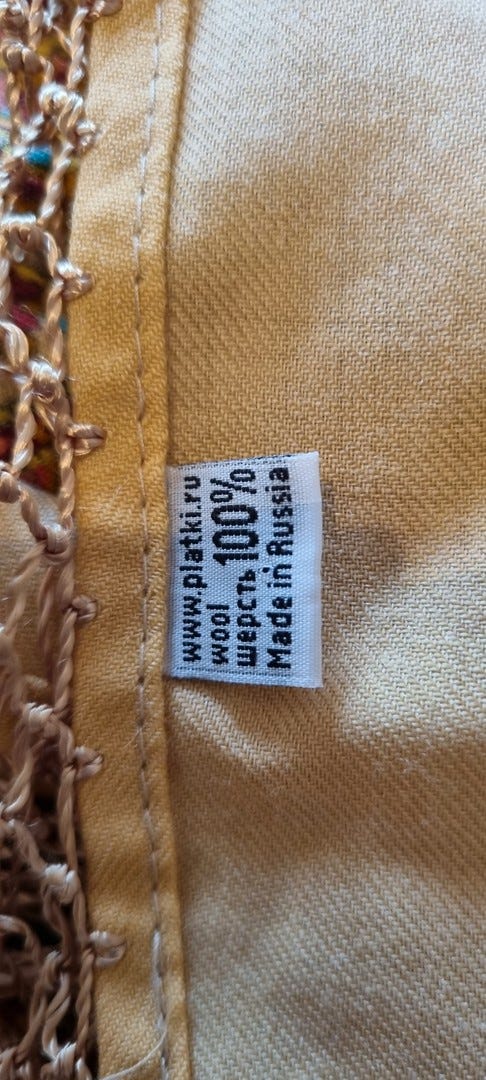 www.platki.ru
wool
шерсть 100%
Made in Russia